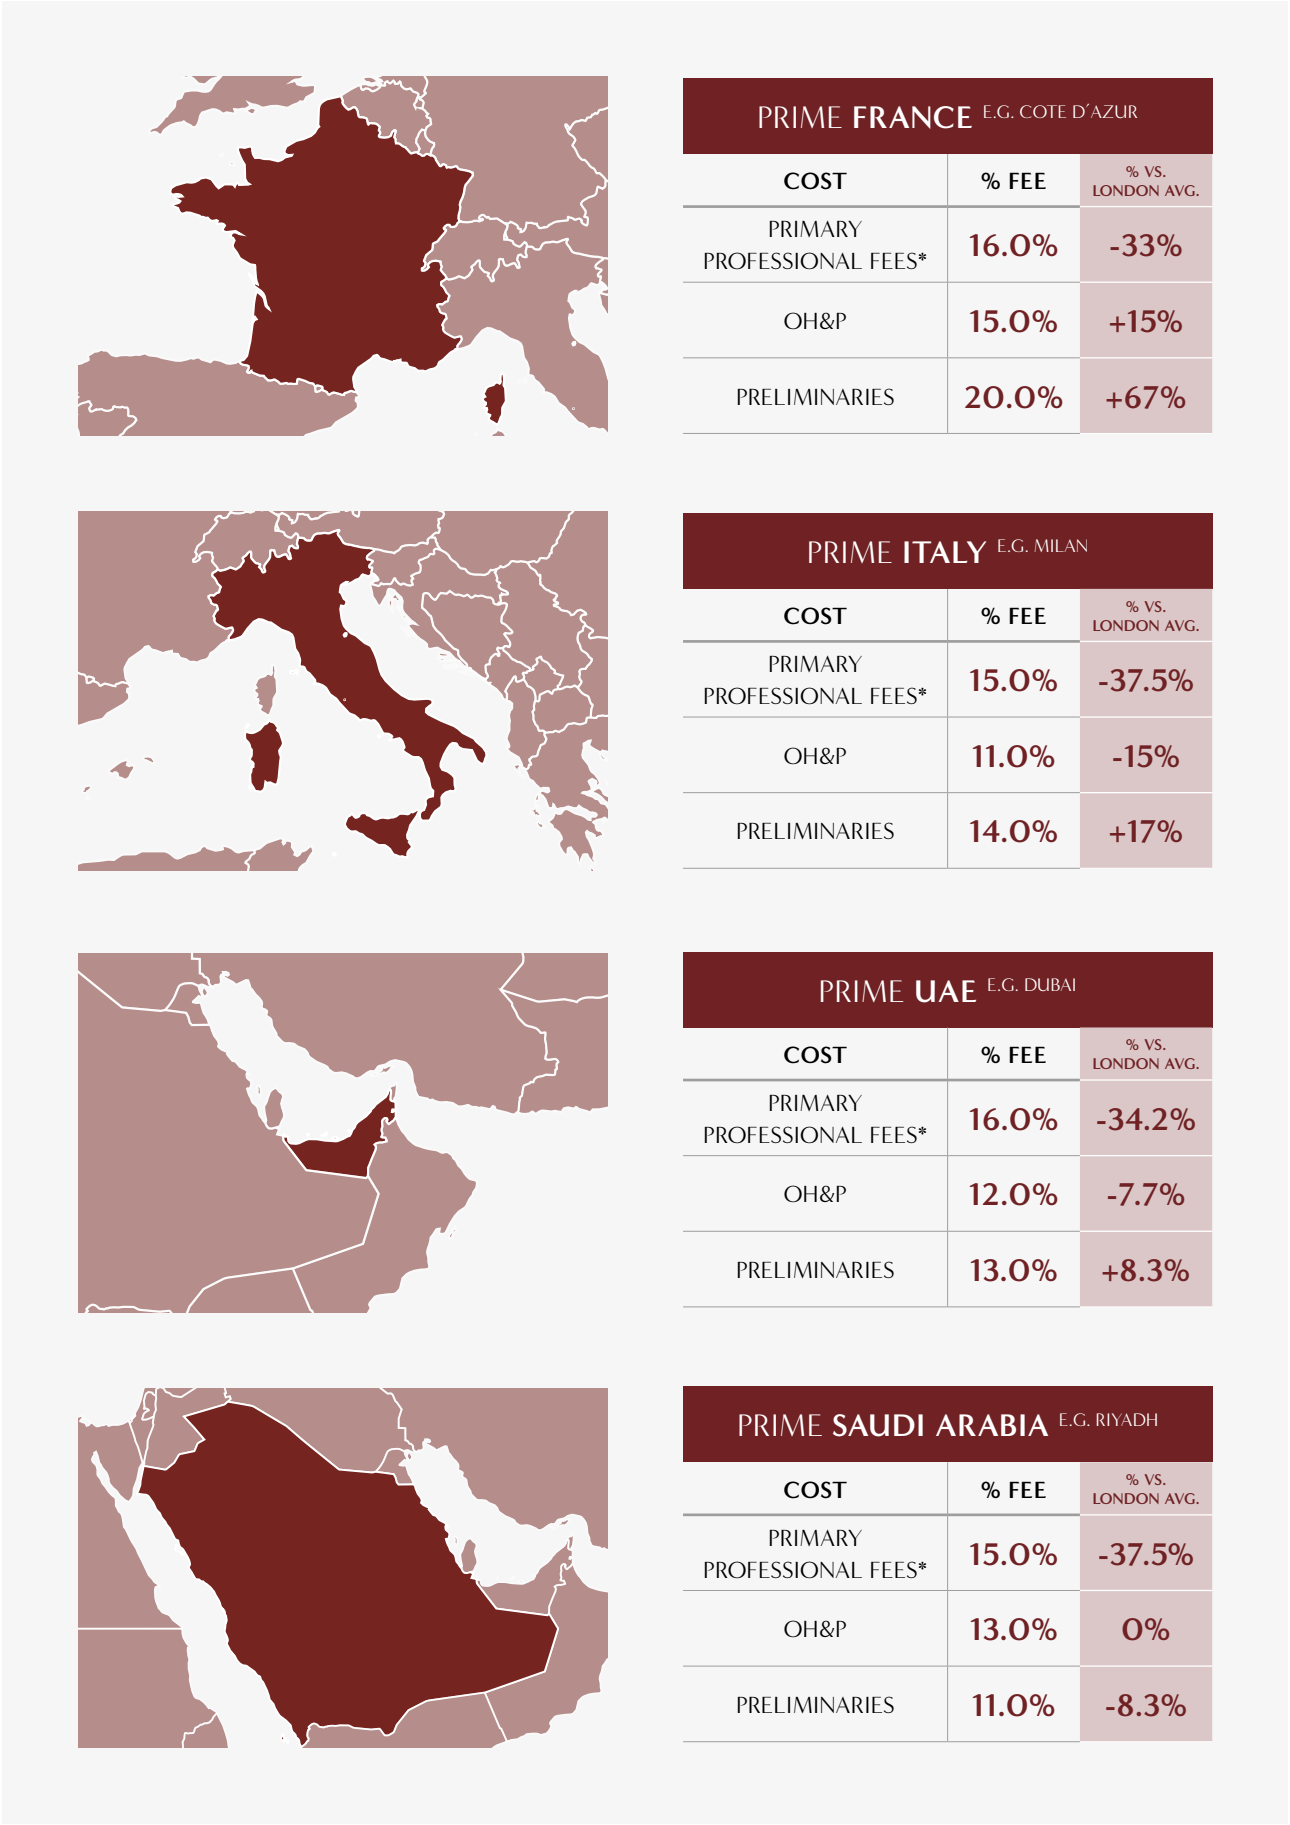 PRIME FRANCE E.G. COTE D´AZUR
COST % FEE % VS.
LONDON AVG.
PRIMARY
PROFESSIONAL FEES* 16.0% -33%
OH&P 15.0% +15%
PRELIMINARIES 20.0% +67%
PRIME ITALY E.G. MILAN
COST % FEE % VS.
LONDON AVG.
PRIMARY
PROFESSIONAL FEES* 15.0% -37.5%
OH&P 11.0% -15%
PRELIMINARIES 14.0% +17%
PRIME UAE E.G. DUBAI
COST % FEE % VS.
LONDON AVG.
PRIMARY
PROFESSIONAL FEES* 16.0% -34.2%
OH&P 12.0% -7.7%
PRELIMINARIES 13.0% +8.3%
PRIME SAUDI ARABIA E.G. RIYADH
COST % FEE % VS.
LONDON AVG.
PRIMARY
PROFESSIONAL FEES* 15.0% -37.5%
OH&P 13.0% 0%
PRELIMINARIES 11.0% -8.3%